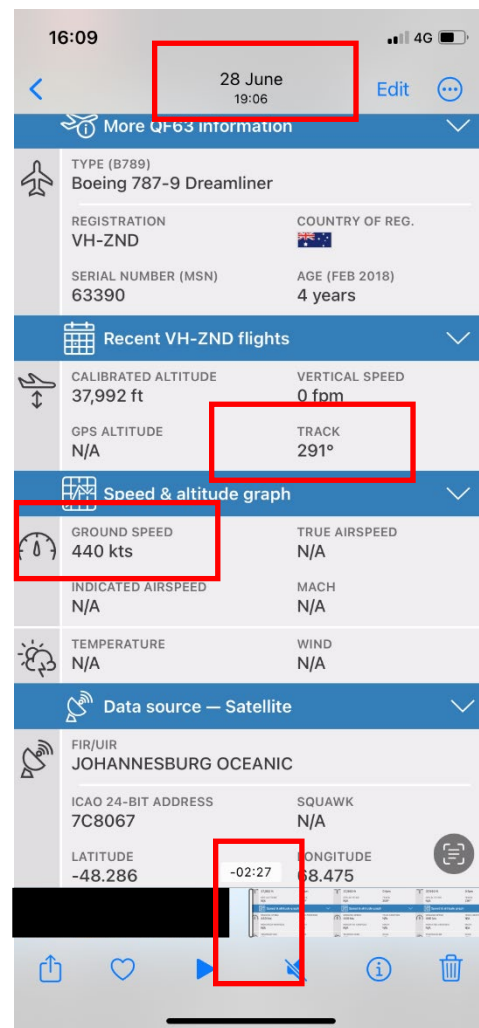 16:09
4G
28 June
19:06
Edit
More QF63 Information
TYPE (B789)
Boeing 787-9 Dreamliner
REGISTRATION COUNTRY OF REG.
VH-ZND
SERIAL NUMBER (MSN) AGE (FEB 2018)
63390 4 years
Recent VH-ZND flights
CALIBRATED ALTITUDE VERTICAL SPEED
37,992 ft 0 fpm
GPS ALTITUDE TRACK
N/A 291°
Speed & altitude graph
GROUND SPEED TRUE AIRSPEED
440 kts N/A
INDICATED AIRSPEED MACH
N/A N/A
TEMPERATURE WIND
N/A N/A
Data source — Satellite
FIR/UIR
JOHANNESBURG OCEANIC
ICAO 24-BIT ADDRESS SQUAWK
7C8067 N/A
LATITUDE LONGITUDE
-48.286 68.475
-02:27